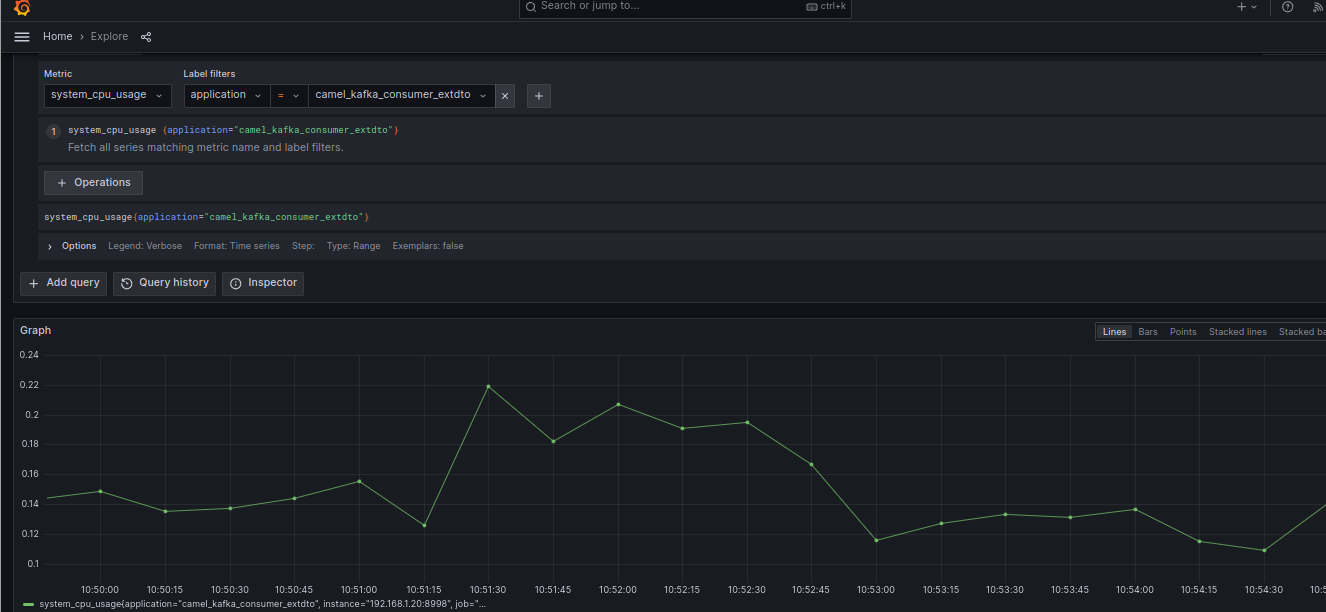 Search or jump to... ctrl+k
Home › Explore
Metric Label filters
system_cpu_usage application = camel_kafka_consumer_extdto × +
1 system_cpu_usage {application="camel_kafka_consumer_extdto"}
Fetch all series matching metric name and label filters.
+ Operations
system_cpu_usage{application="camel_kafka_consumer_extdto"}
› Options Legend: Verbose Format: Time series Step: Type: Range Exemplars: false
+ Add query Query history Inspector
Graph Lines Bars Points Stacked lines Stacked ba
0.24
0.22
0.2
0.18
0.16
0.14
0.12
0.1
10:50:00 10:50:15 10:50:30 10:50:45 10:51:00 10:51:15 10:51:30 10:51:45 10:52:00 10:52:15 10:52:30 10:52:45 10:53:00 10:53:15 10:53:30 10:53:45 10:54:00 10:54:15 10:54:30 10:5
system_cpu_usage{application="camel_kafka_consumer_extdto", instance="192.168.1.20:8998", job="...